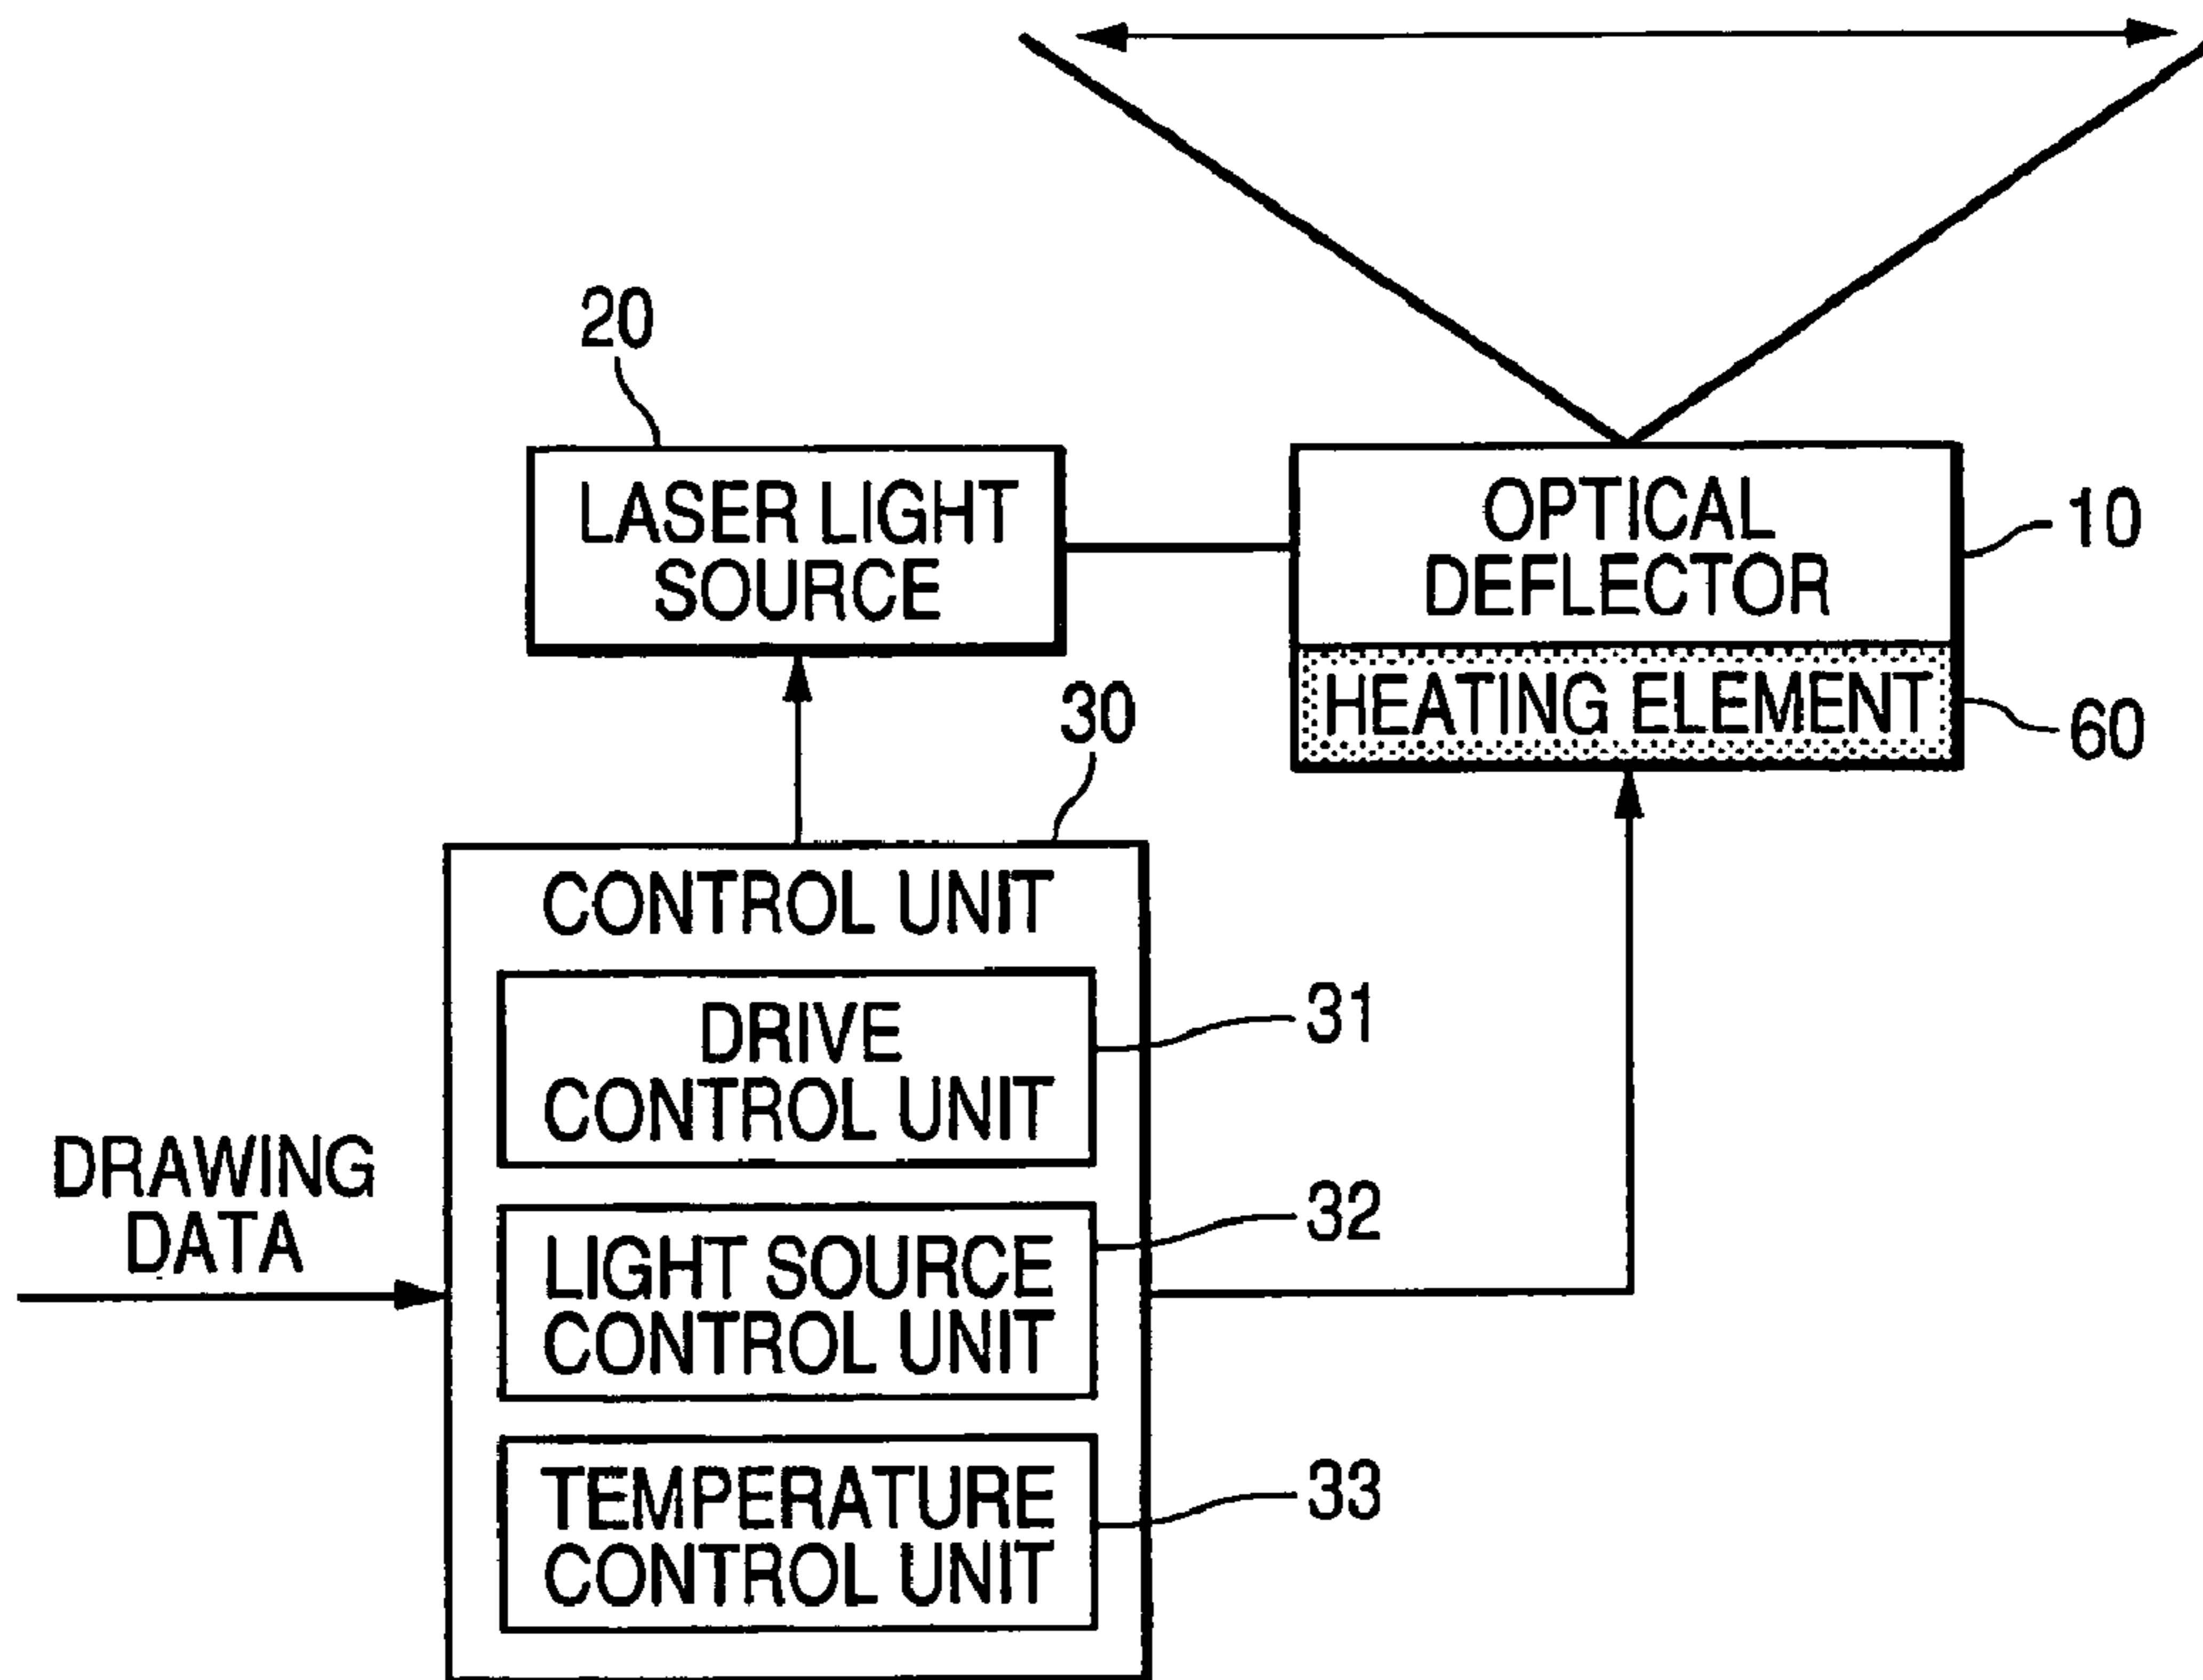 20
LASER LIGHT
SOURCE
OPTICAL
DEFLECTOR
10
HEATING ELEMENT
60
30
CONTROL UNIT
DRIVE
CONTROL UNIT
31
DRAWING
DATA
LIGHT SOURCE
CONTROL UNIT
32
TEMPERATURE
CONTROL UNIT
33